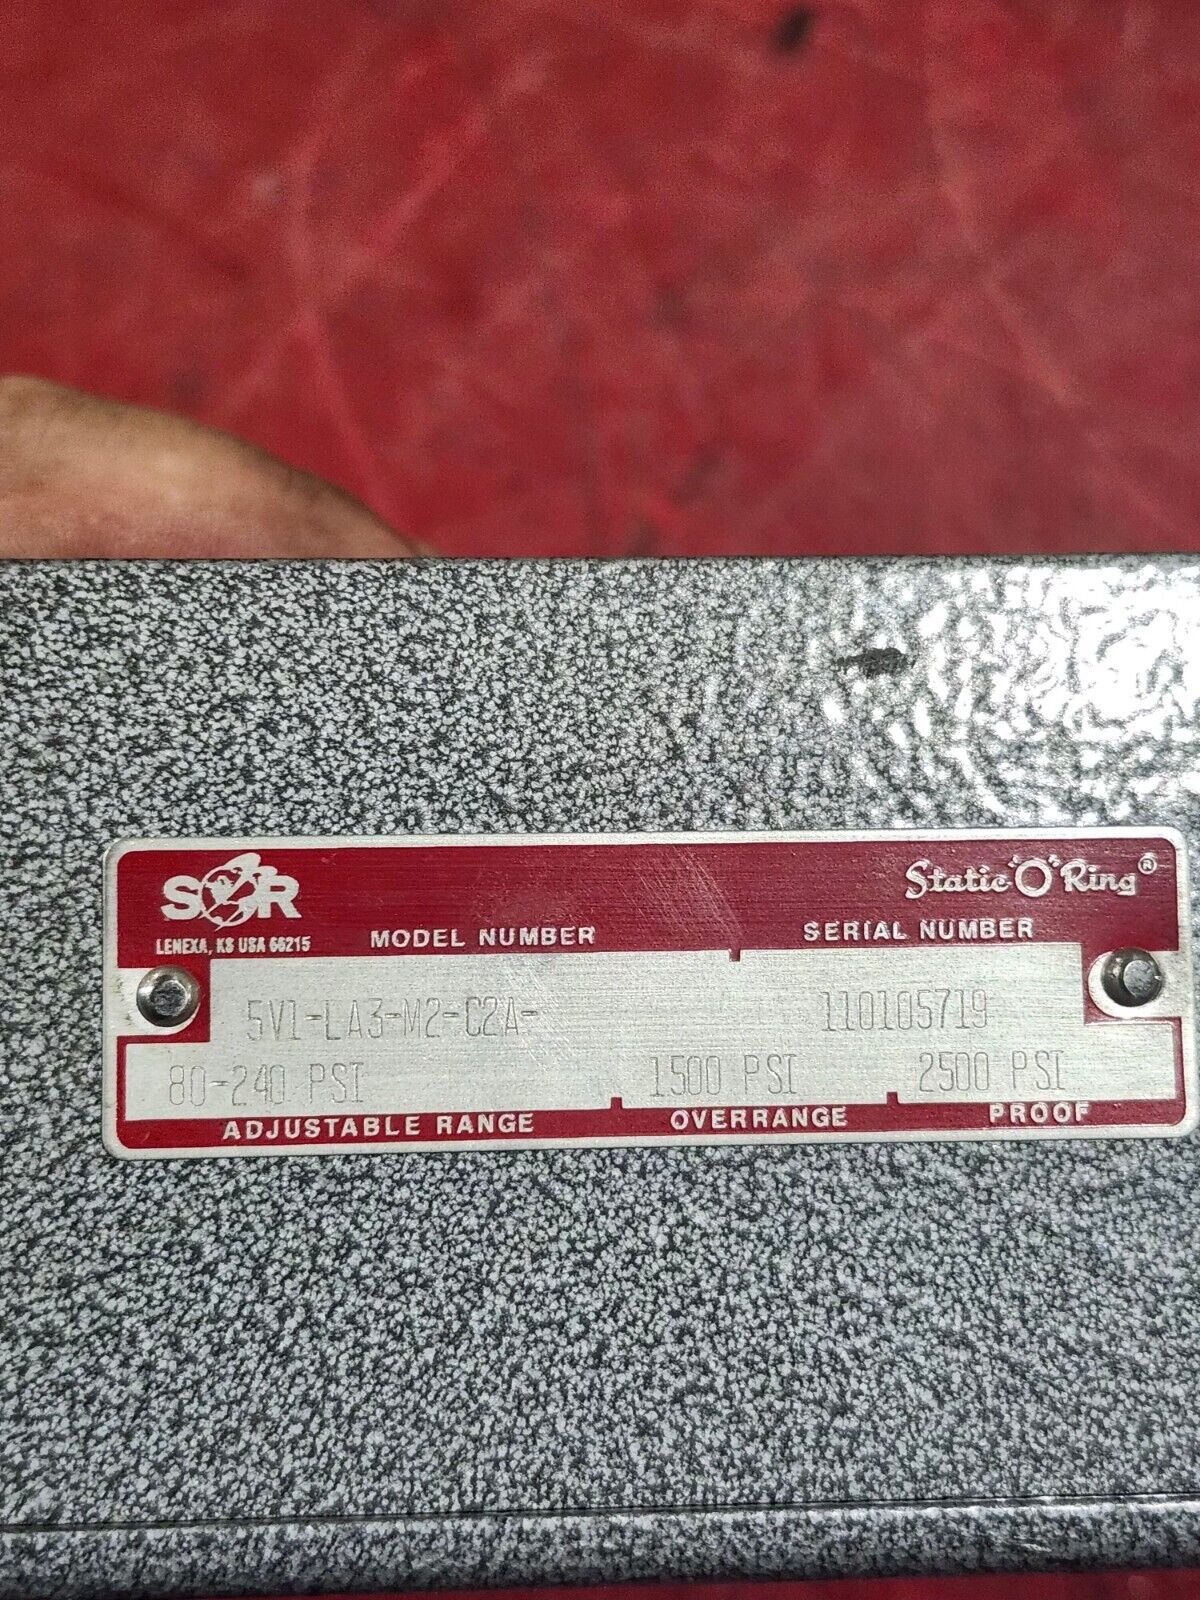 SOR Static "O" Ring®
LENEXA, KS USA 66215 MODEL NUMBER SERIAL NUMBER
5V1-LA3-M2-C2A- 110105719
80-240 PSI 1500 PSI 2500 PSI
ADJUSTABLE RANGE OVERRANGE PROOF